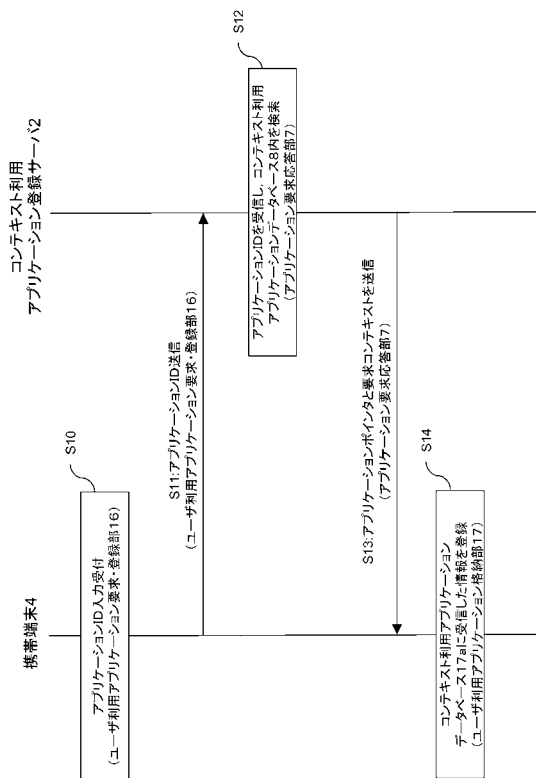 携帯端末4
コンテキスト利用
アプリケーション登録サーバ2
S10
アプリケーションID入力受付
(ユーザ利用アプリケーション要求・登録部16)
S11:アプリケーションID送信
(ユーザ利用アプリケーション要求・登録部16)
S12
アプリケーションIDを受信し、コンテキスト利用
アプリケーションデータベース8内を検索
(アプリケーション要求応答部7)
S13:アプリケーションポインタと要求コンテキストを送信
(アプリケーション要求応答部7)
S14
コンテキスト利用アプリケーション
データベース17aに受信した情報を登録
(ユーザ利用アプリケーション格納部17)